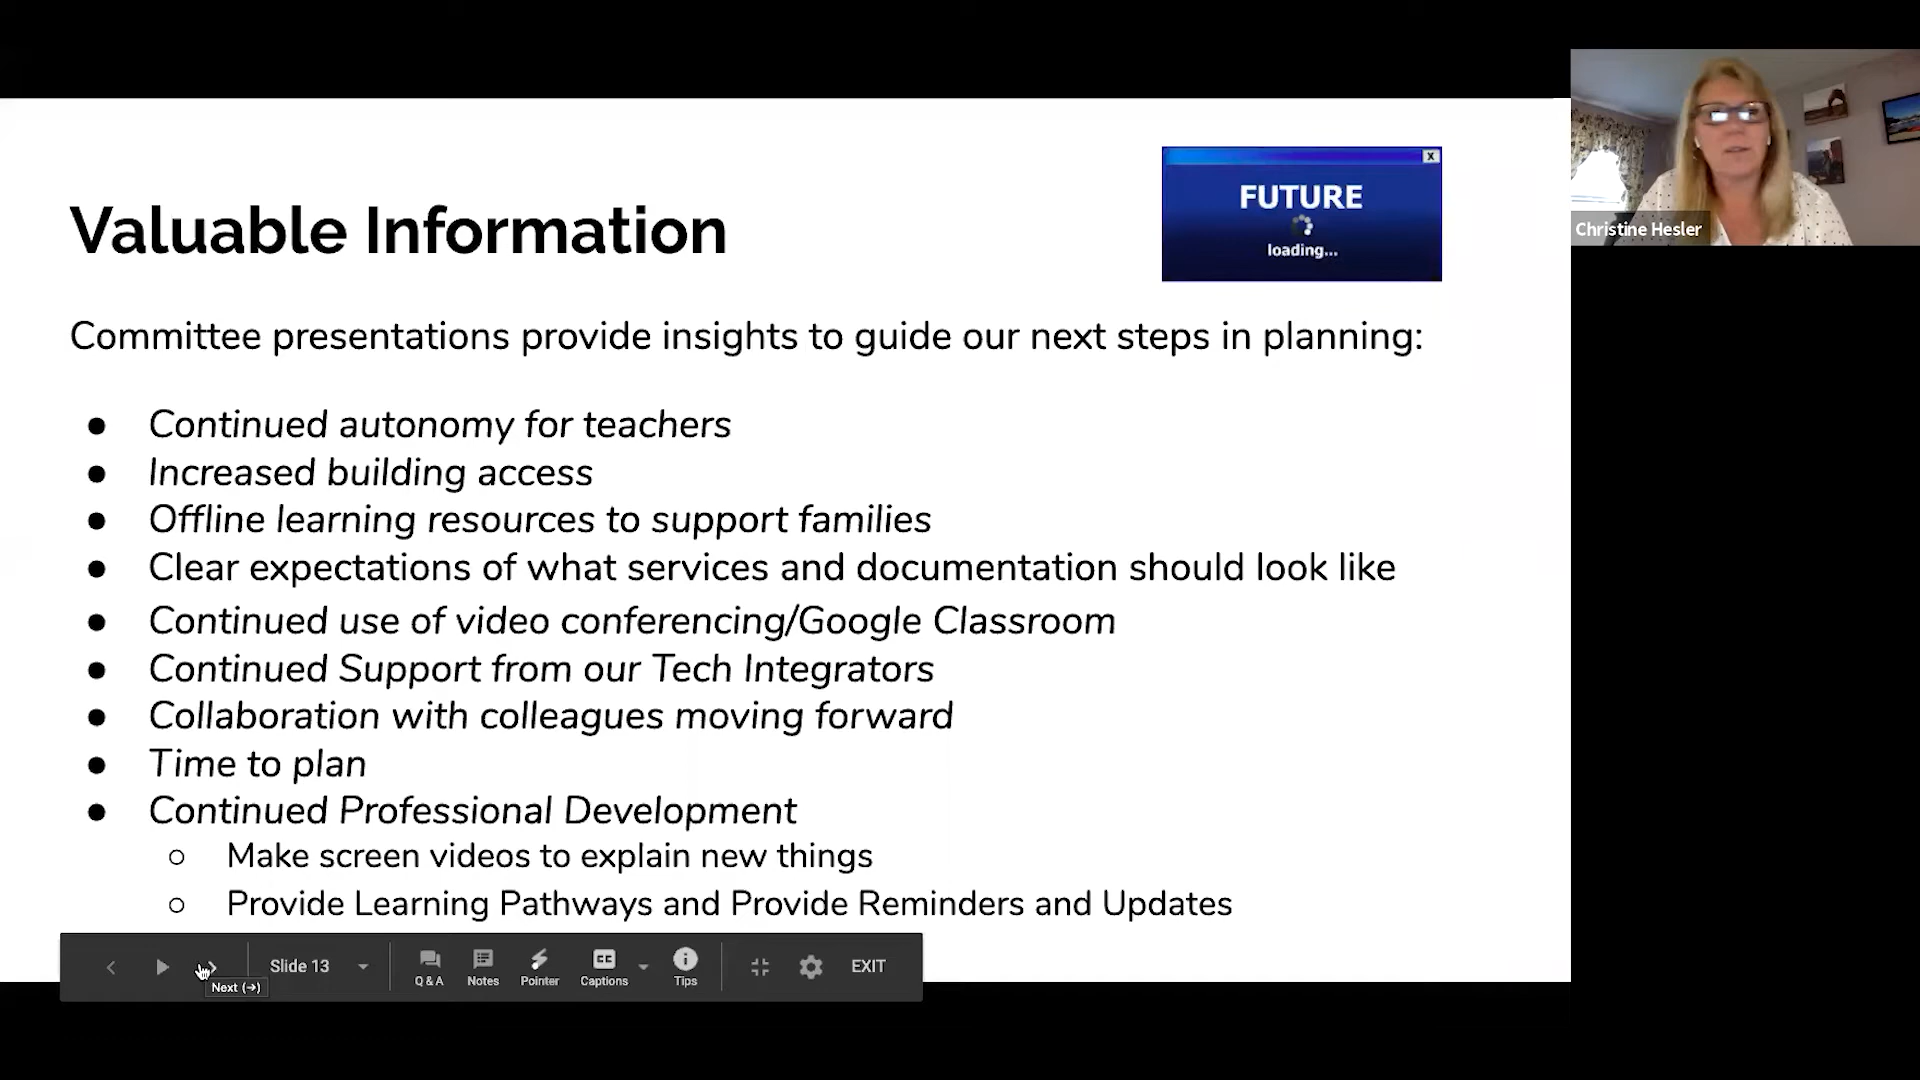 Valuable Information
X
FUTURE
loading...
Christine Hesler
Committee presentations provide insights to guide our next steps in planning:
● Continued autonomy for teachers
● Increased building access
● Offline learning resources to support families
● Clear expectations of what services and documentation should look like
● Continued use of video conferencing/Google Classroom
● Continued Support from our Tech Integrators
● Collaboration with colleagues moving forward
● Time to plan
● Continued Professional Development
○ Make screen videos to explain new things
○ Provide Learning Pathways and Provide Reminders and Updates
Slide 13
Q & A
Notes
Pointer
CC
Captions
Tips
EXIT
Next (→)